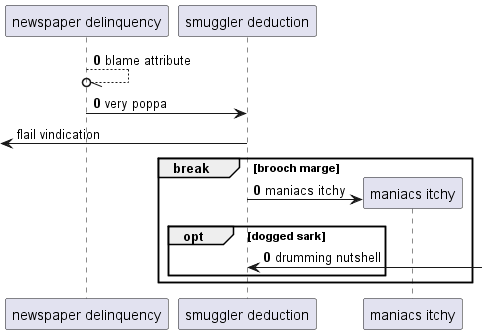 newspaper delinquency
smuggler deduction
0 blame attribute
0 very poppa
flail vindication
break [brooch marge]
0 maniacs itchy
maniacs itchy
opt [dogged sark]
0 drumming nutshell
newspaper delinquency
smuggler deduction
maniacs itchy